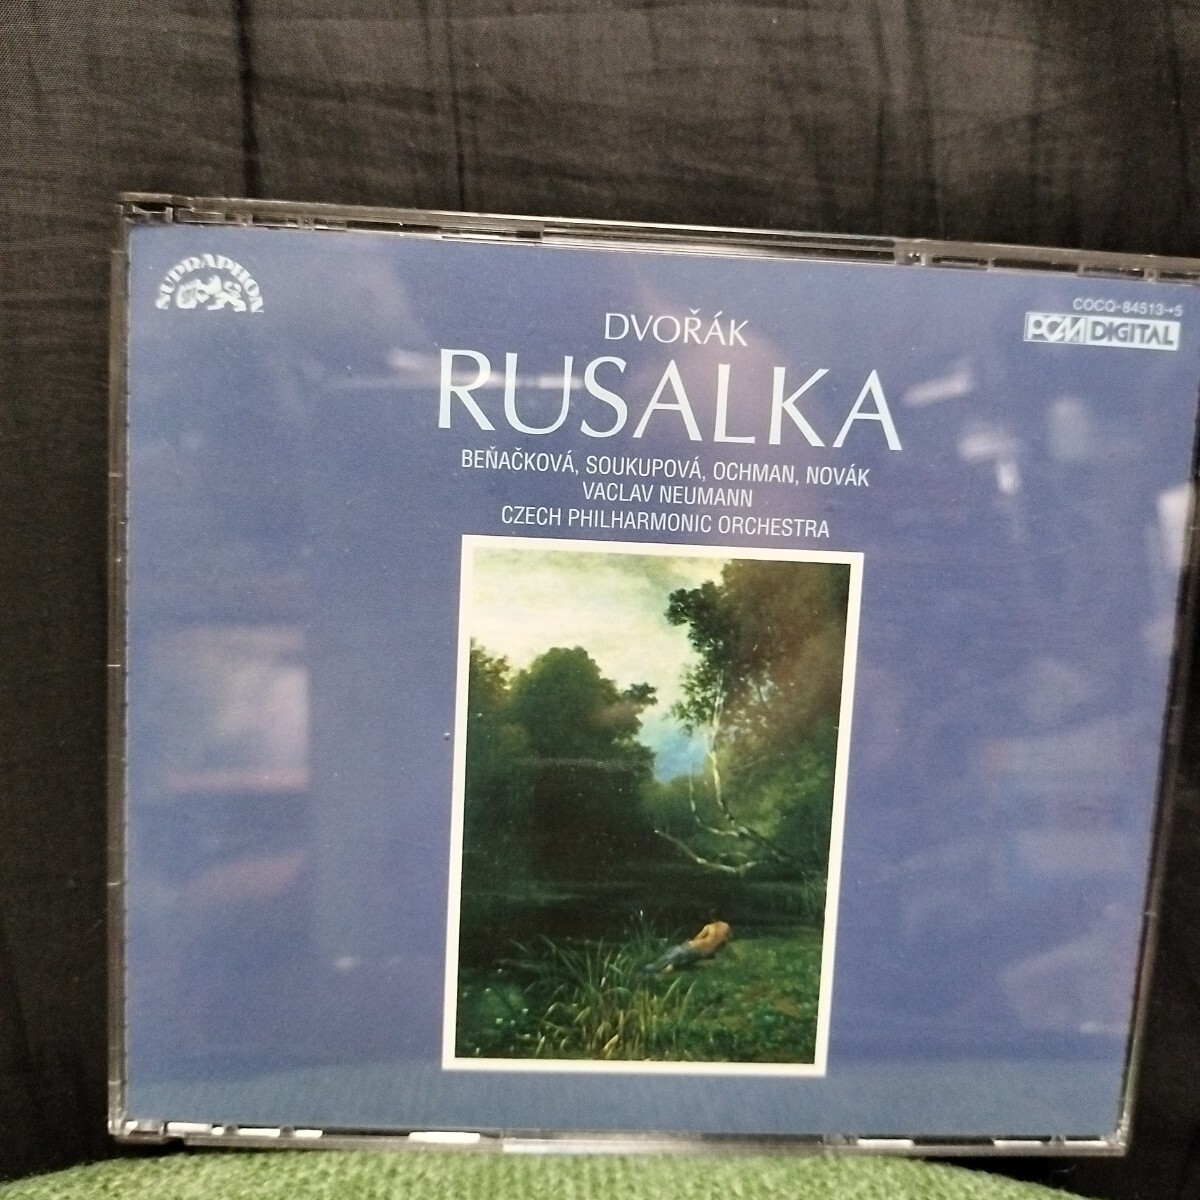 SUPRAPHON
COCQ-84513→5
PCM DIGITAL
DVOŘÁK
RUSALKA
BEŇAČKOVÁ, SOUKUPOVÁ, OCHMAN, NOVÁK
VACLAV NEUMANN
CZECH PHILHARMONIC ORCHESTRA